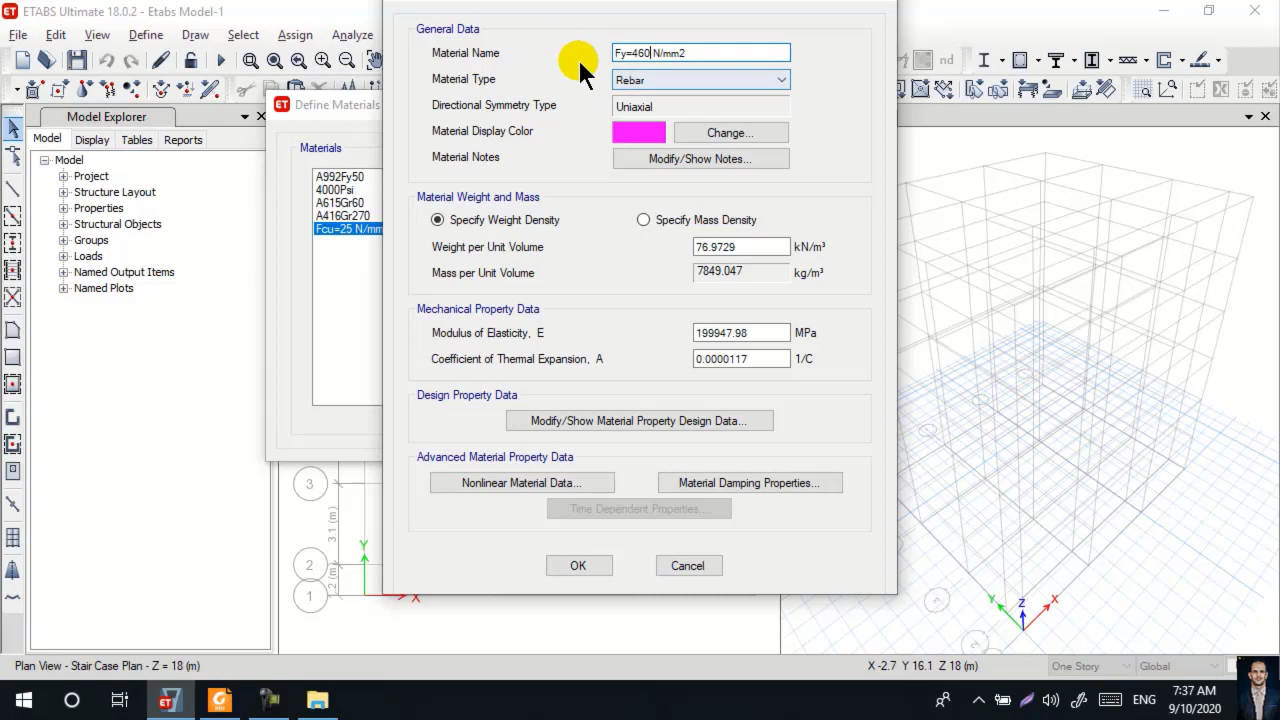 ETABS Ultimate 18.0.2 - Etabs Model-1
File Edit View Define Draw Select Assign Analyze
nd
Model Explorer
Model Display Tables Reports
Model
Project
Structure Layout
Properties
Structural Objects
Groups
Loads
Named Output Items
Named Plots
Define Materials
Materials
A992Fy50
4000Psi
A615Gr60
A416Gr270
Fcu=25 N/mm
General Data
Material Name Fy=460 N/mm2
Material Type Rebar
Directional Symmetry Type Uniaxial
Material Display Color Change...
Material Notes Modify/Show Notes...
Material Weight and Mass
Specify Weight Density Specify Mass Density
Weight per Unit Volume 76.9729 kN/m³
Mass per Unit Volume 7849.047 kg/m³
Mechanical Property Data
Modulus of Elasticity, E 199947.98 MPa
Coefficient of Thermal Expansion, A 0.0000117 1/C
Design Property Data
Modify/Show Material Property Design Data...
Advanced Material Property Data
Nonlinear Material Data... Material Damping Properties...
Time Dependent Properties...
OK Cancel
3
3.1 (m)
2
.2 (m)
1
Y
X
Y Z X
Plan View - Stair Case Plan - Z = 18 (m) X -2.7 Y 16.1 Z 18 (m) One Story Global
ENG
7:37 AM
9/10/2020